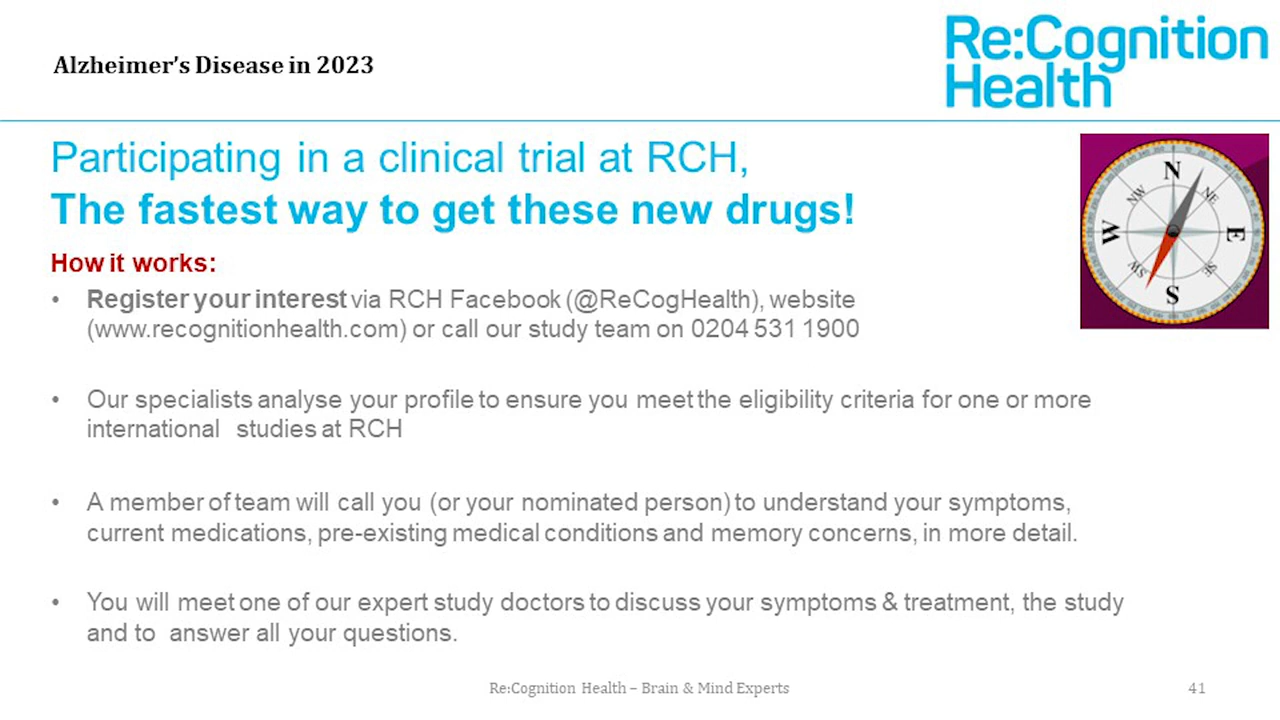 Alzheimer's Disease in 2023
Re:Cognition
Health
Participating in a clinical trial at RCH,
The fastest way to get these new drugs!
How it works:
• Register your interest via RCH Facebook (@ReCogHealth), website
(www.recognitionhealth.com) or call our study team on 0204 531 1900
• Our specialists analyse your profile to ensure you meet the eligibility criteria for one or more
international studies at RCH
• A member of team will call you (or your nominated person) to understand your symptoms,
current medications, pre-existing medical conditions and memory concerns, in more detail.
• You will meet one of our expert study doctors to discuss your symptoms & treatment, the study
and to answer all your questions.
N
NW
NE
W
E
SW
SE
S
Re:Cognition Health – Brain & Mind Experts
41